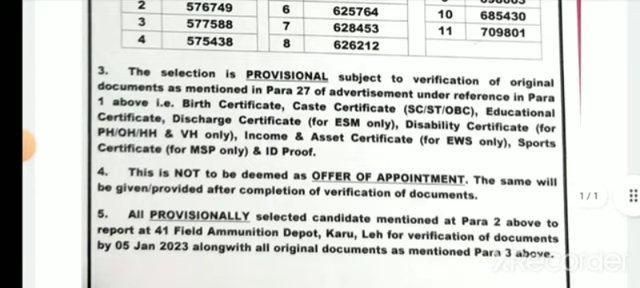 2 576749 6 625764 10 685430
3 577588 7 628453 11 709801
4 575438 8 626212
3. The selection is PROVISIONAL subject to verification of original
documents as mentioned in Para 27 of advertisement under reference in Para
1 above i.e. Birth Certificate, Caste Certificate (SC/ST/OBC), Educational
Certificate, Discharge Certificate (for ESM only), Disability Certificate (for
PH/OH/HH & VH only), Income & Asset Certificate (for EWS only), Sports
Certificate (for MSP only) & ID Proof.
4. This is NOT to be deemed as OFFER OF APPOINTMENT. The same will
be given/provided after completion of verification of documents.
1 / 1
5. All PROVISIONALLY selected candidate mentioned at Para 2 above to
report at 41 Field Ammunition Depot, Karu, Leh for verification of documents
by 05 Jan 2023 alongwith all original documents as mentioned Para 3 above.
XRecorder